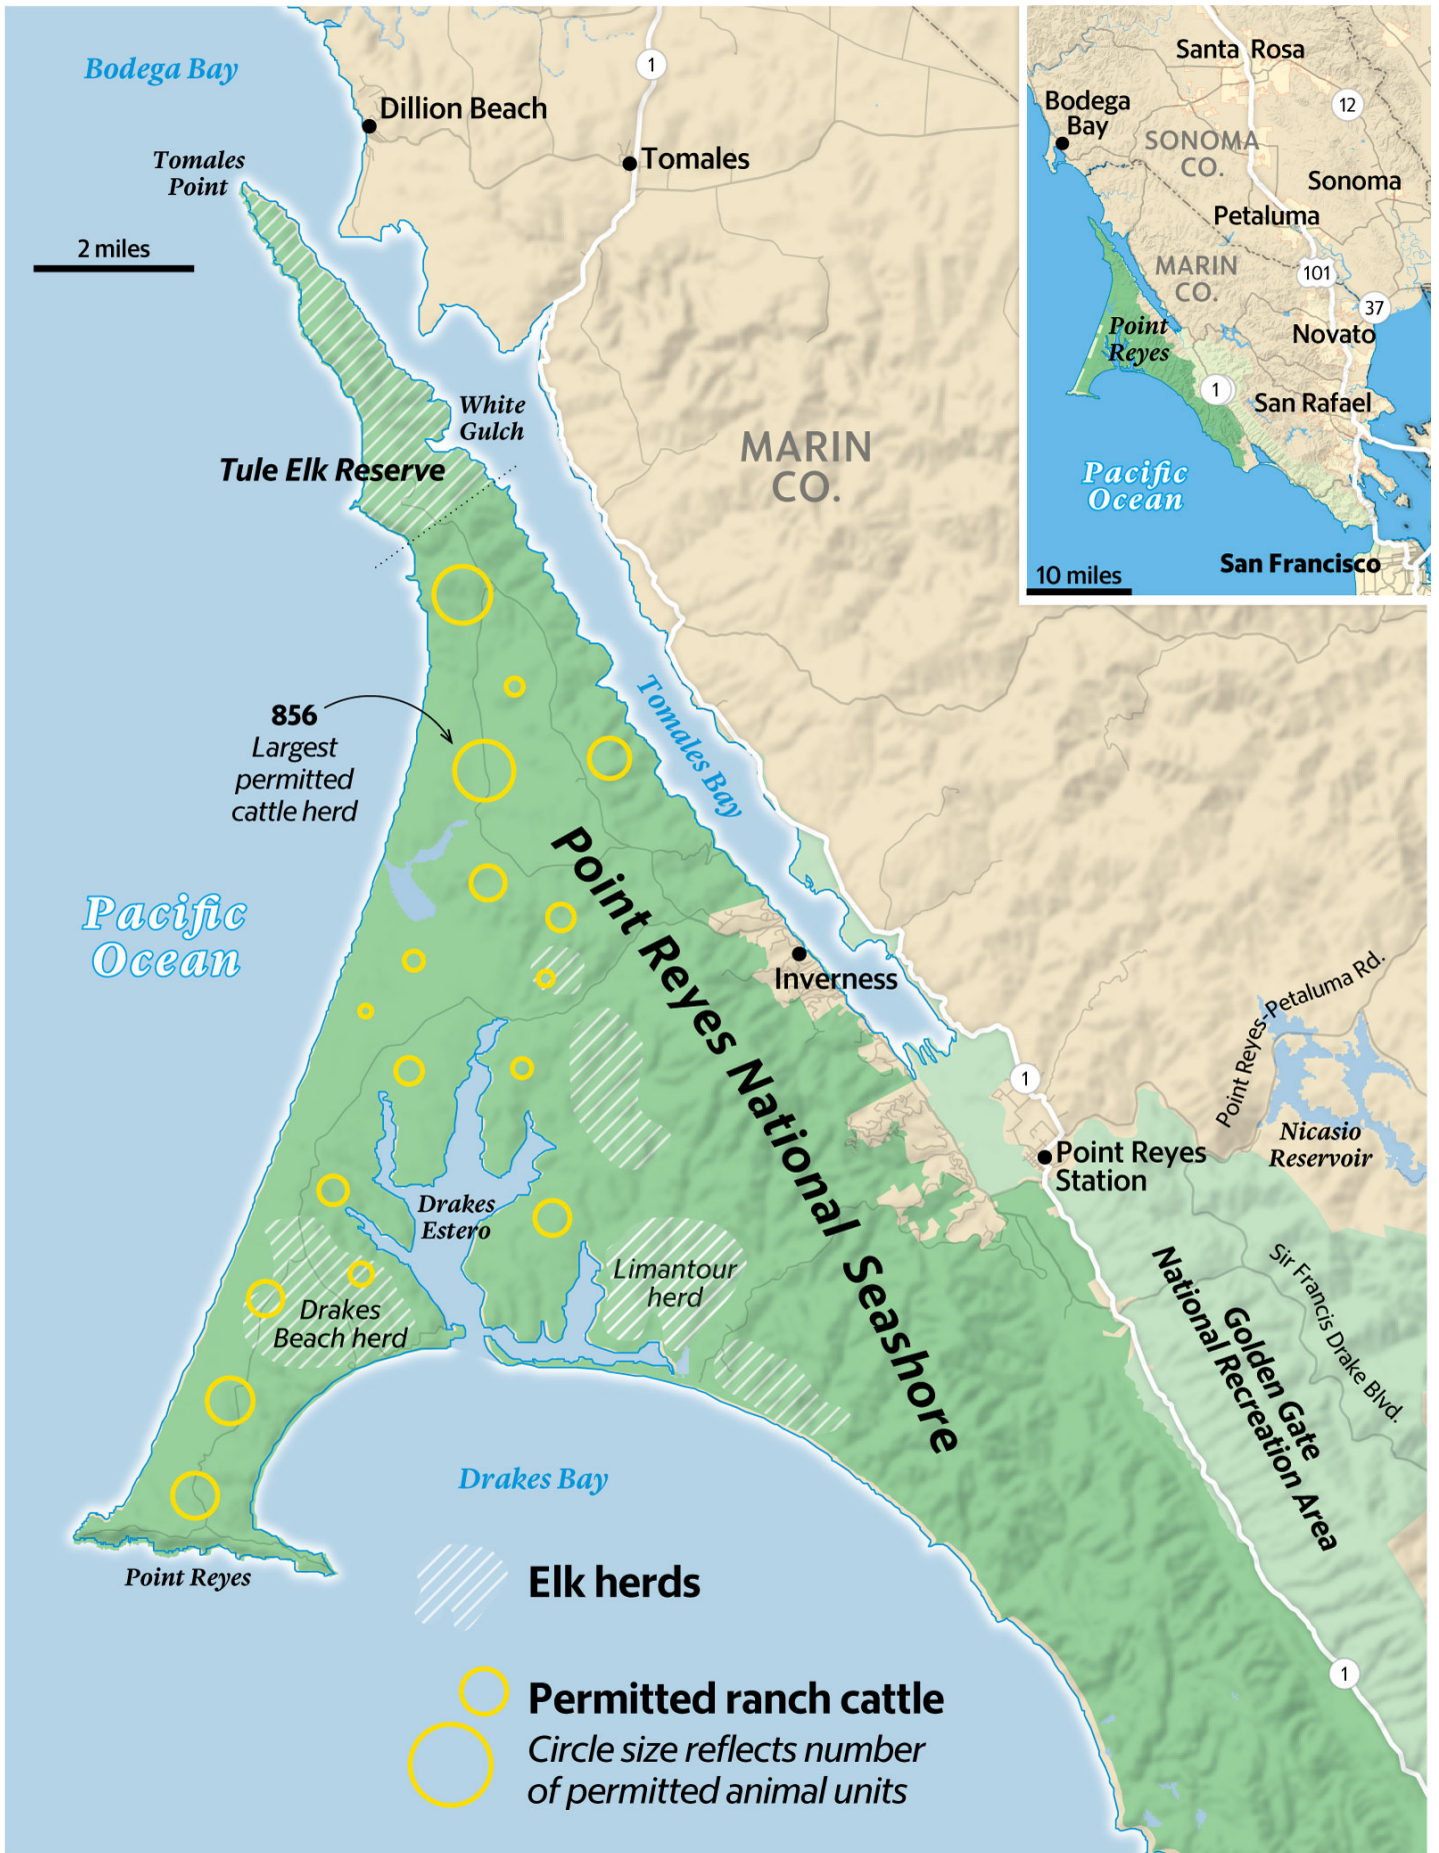 Bodega Bay
Dillion Beach
1
Tomales
Tomales
Point
2 miles
White
Gulch
Tule Elk Reserve
MARIN
CO.
856
Largest
permitted
cattle herd
Tomales Bay
Pacific
Ocean
Point Reyes National Seashore
Inverness
1
Point Reyes-Petaluma Rd.
Nicasio
Reservoir
Point Reyes
Station
Drakes
Estero
Limantour
herd
Drakes
Beach herd
Sir Francis Drake Blvd.
Golden Gate
National Recreation Area
Drakes Bay
Point Reyes
1
Elk herds
Permitted ranch cattle
Circle size reflects number
of permitted animal units
Santa Rosa
12
Bodega
Bay
SONOMA
CO.
Sonoma
Petaluma
MARIN
CO.
101
37
Novato
Point
Reyes
1
San Rafael
Pacific
Ocean
San Francisco
10 miles